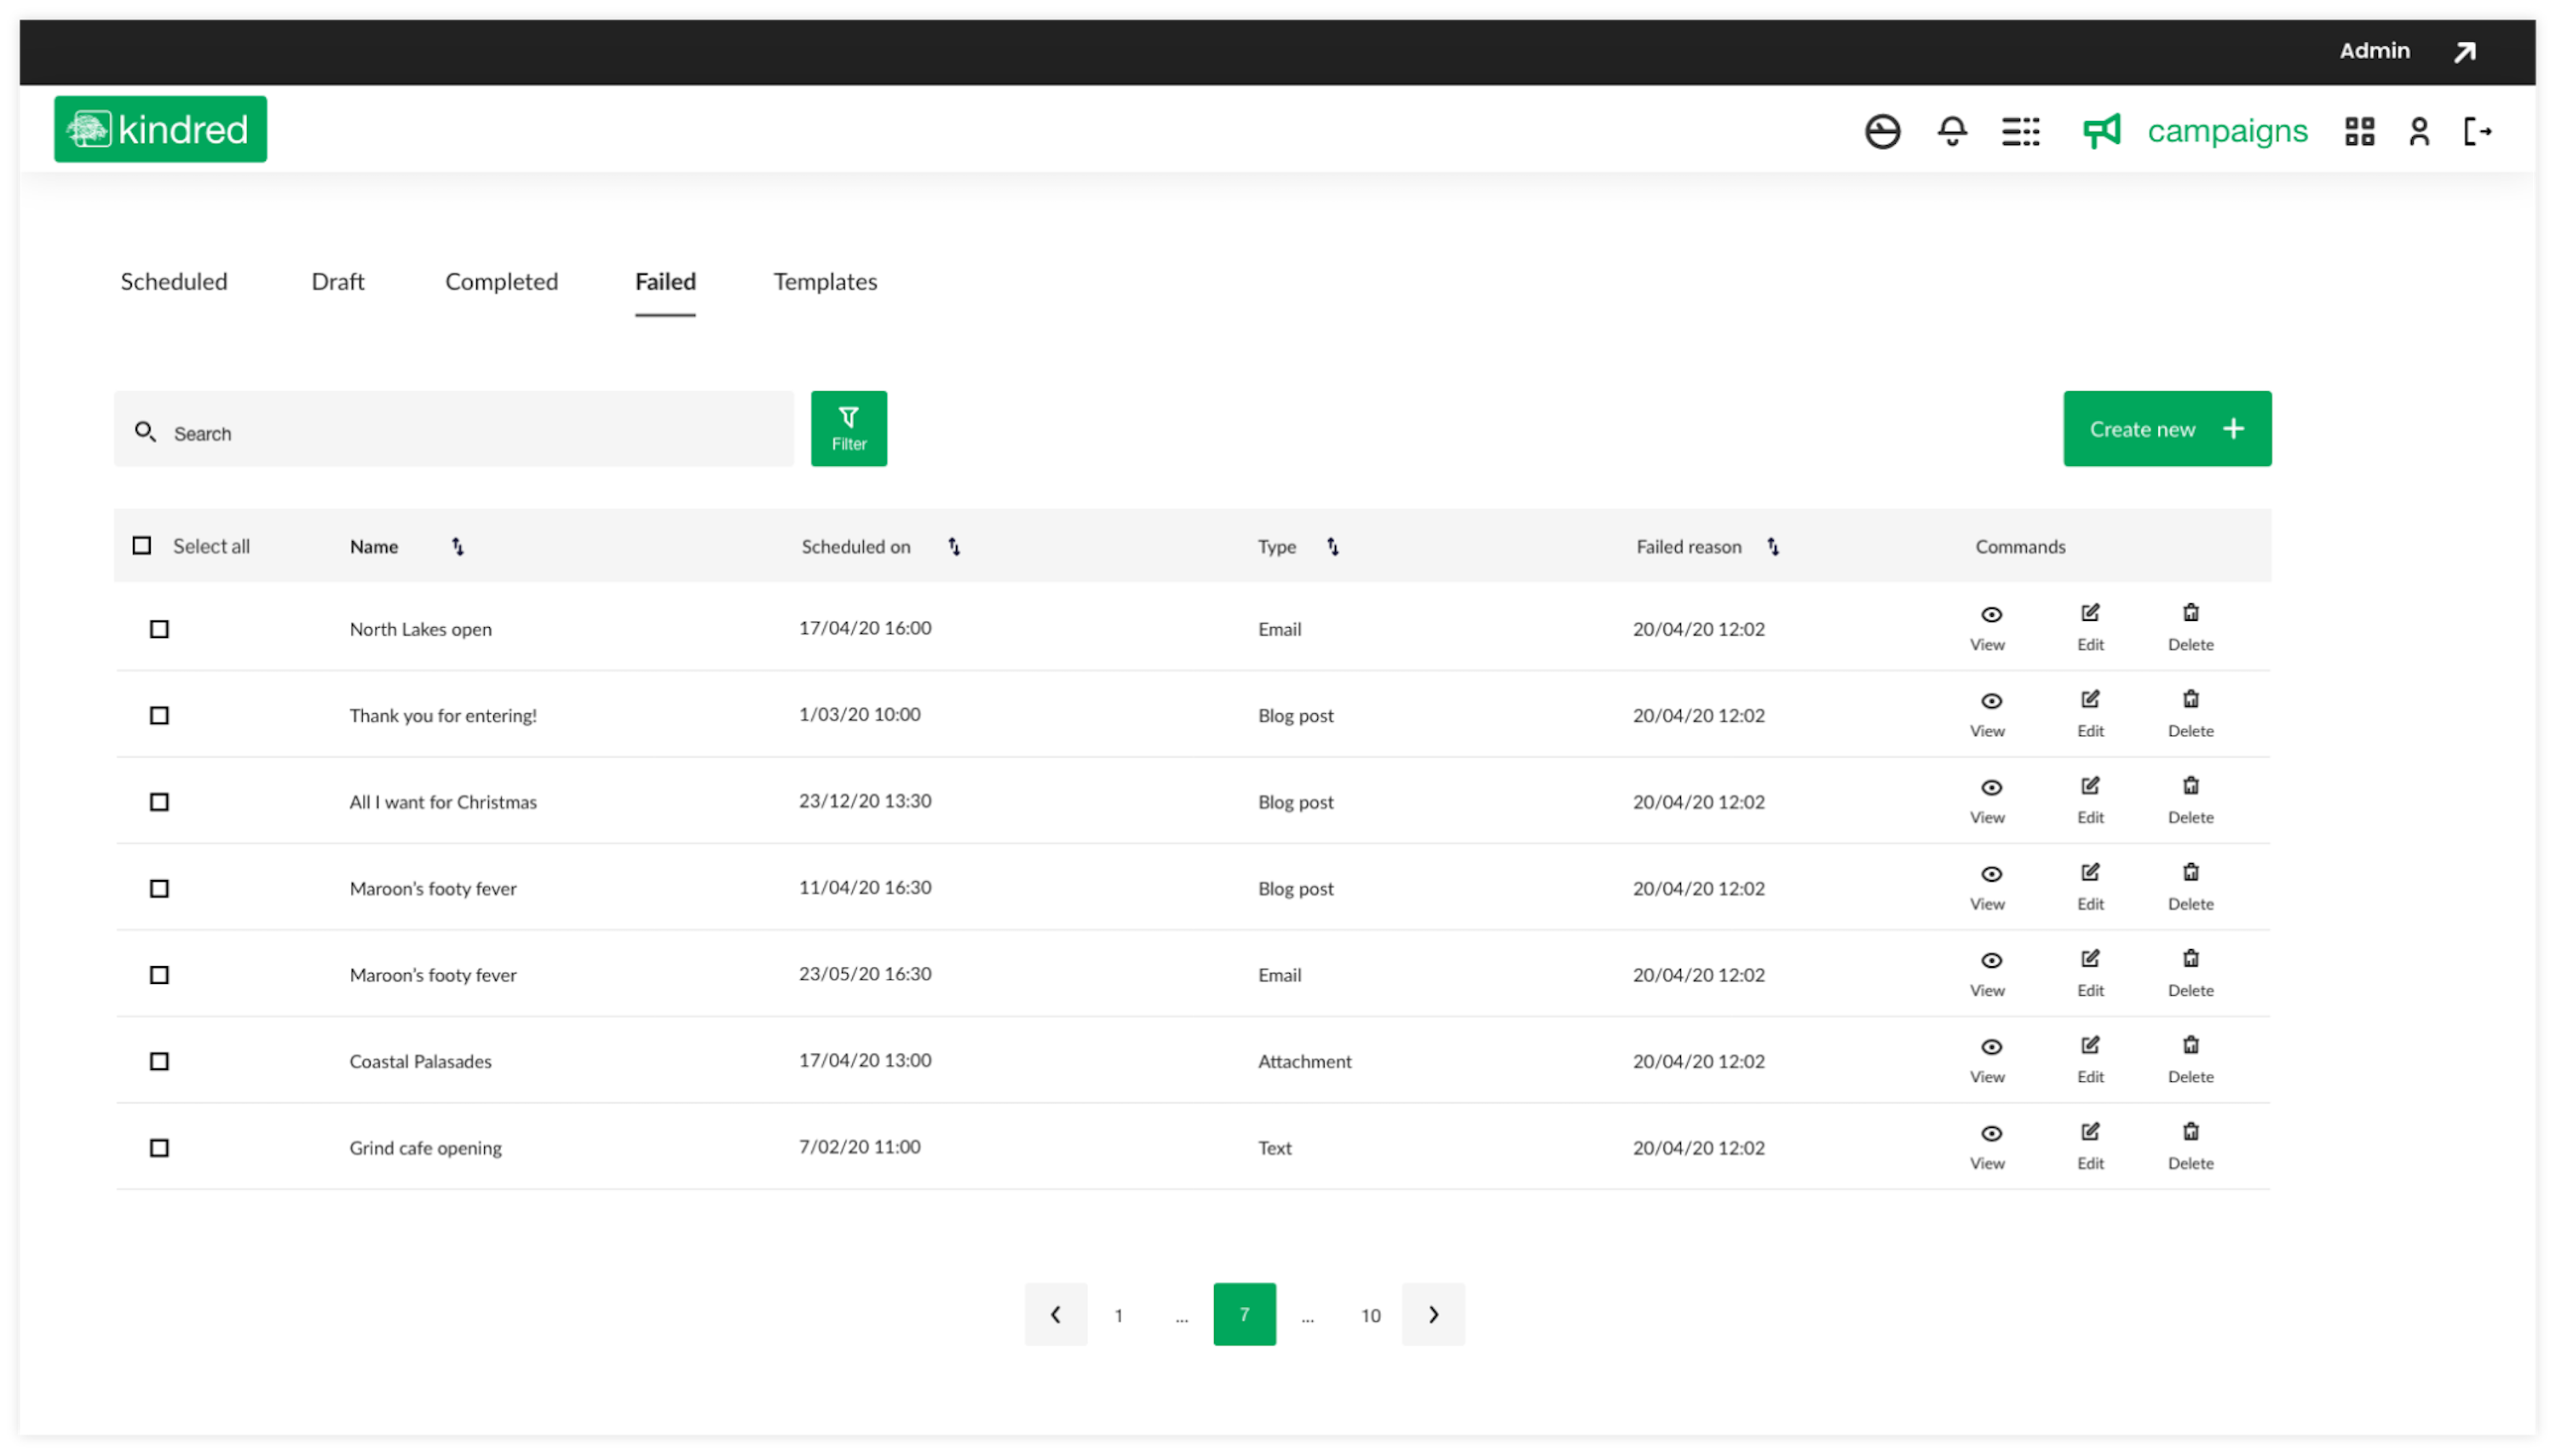 Admin
kindred
campaigns
Scheduled Draft Completed Failed Templates
Search
Filter
Create new
Select all Name Scheduled on Type Failed reason Commands
North Lakes open 17/04/20 16:00 Email 20/04/20 12:02 View Edit Delete
Thank you for entering! 1/03/20 10:00 Blog post 20/04/20 12:02 View Edit Delete
All I want for Christmas 23/12/20 13:30 Blog post 20/04/20 12:02 View Edit Delete
Maroon's footy fever 11/04/20 16:30 Blog post 20/04/20 12:02 View Edit Delete
Maroon's footy fever 23/05/20 16:30 Email 20/04/20 12:02 View Edit Delete
Coastal Palasades 17/04/20 13:00 Attachment 20/04/20 12:02 View Edit Delete
Grind cafe opening 7/02/20 11:00 Text 20/04/20 12:02 View Edit Delete
1 ... 7 ... 10